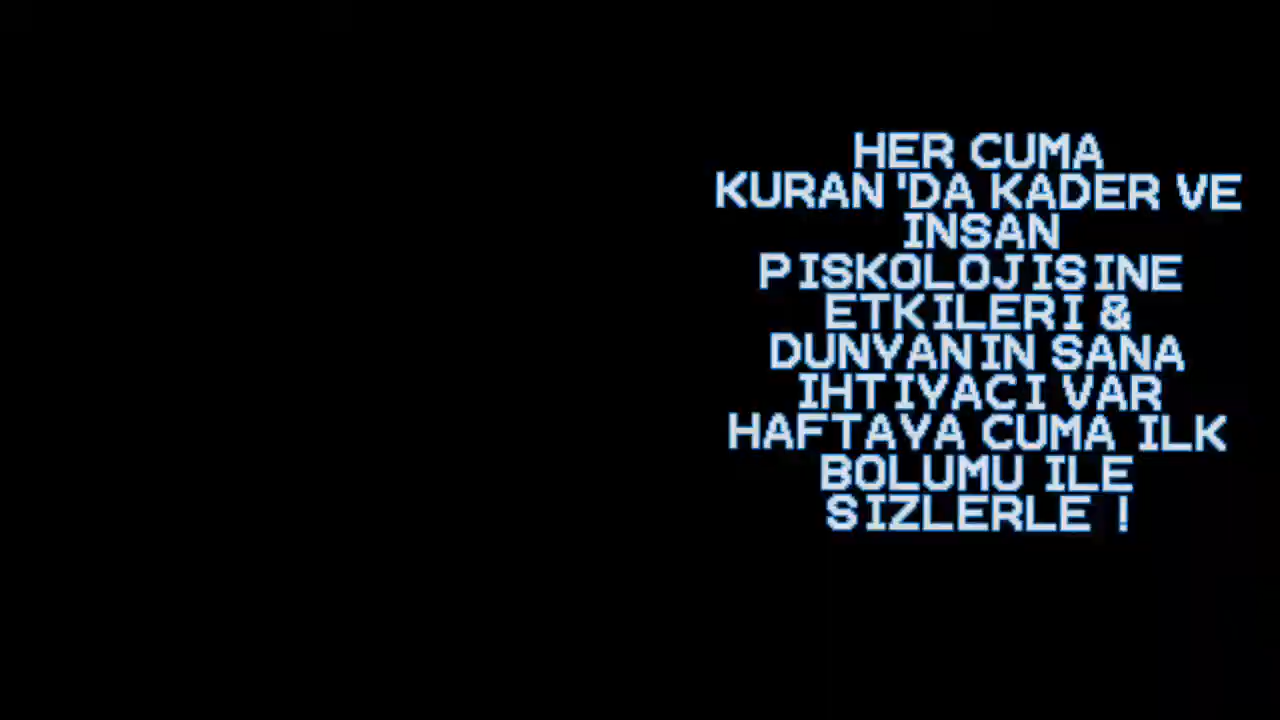 HER CUMA
KURAN'DA KADER VE
INSAN
PISKOLOJISINE
ETKILERI &
DUNYANIN SANA
IHTIYACI VAR
HAFTAYA CUMA ILK
BOLUMU ILE
SIZLERLE !